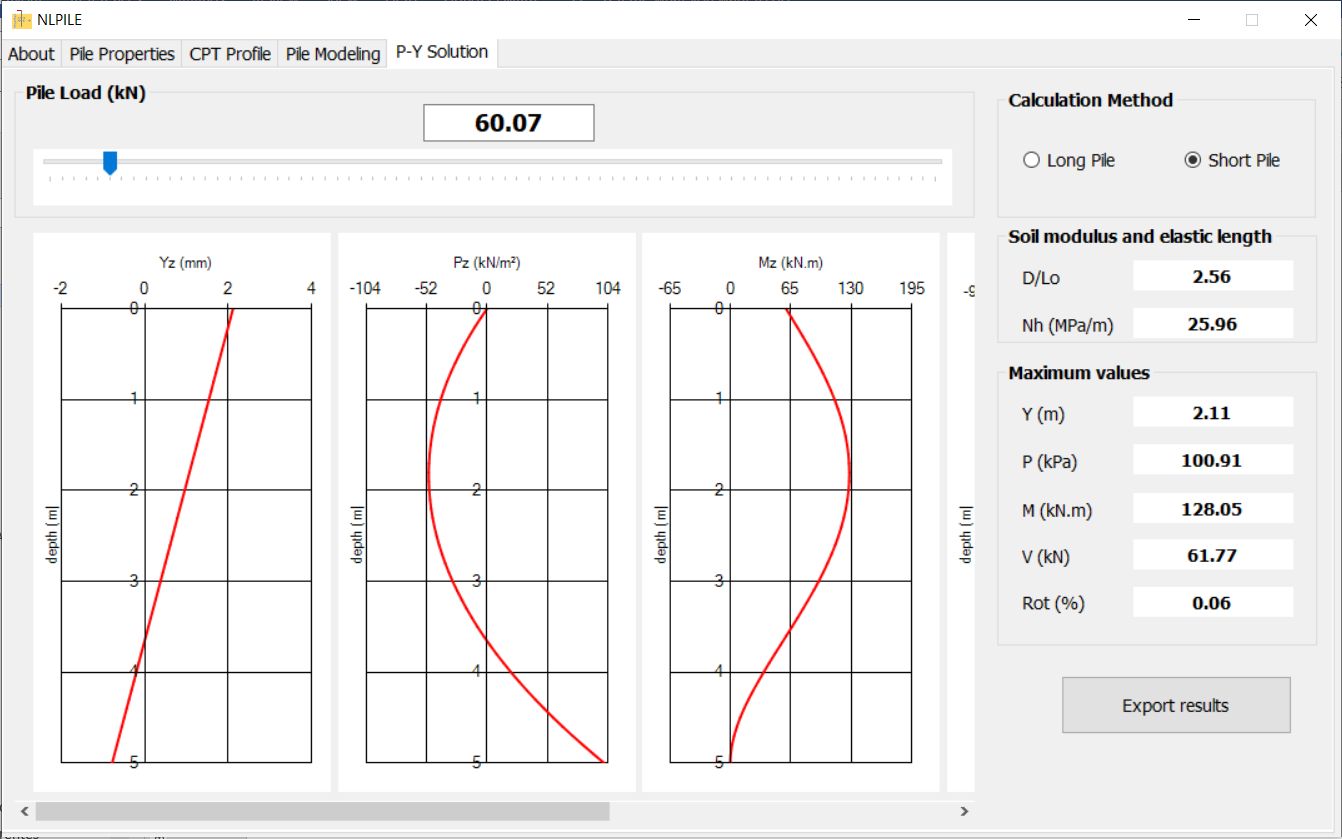 NLPILE
About Pile Properties CPT Profile Pile Modeling P-Y Solution
Pile Load (kN)
60.07
Calculation Method
Long Pile Short Pile
Yz (mm)
-2 0 2 4
0
1
2
3
4
5
depth (m)
Pz (kN/m²)
-104 -52 0 52 104
0
1
2
3
4
5
depth (m)
Mz (kN.m)
-65 0 65 130 195
0
1
2
3
4
5
depth (m)
-9
depth (m)
Soil modulus and elastic length
D/Lo 2.56
Nh (MPa/m) 25.96
Maximum values
Y (m) 2.11
P (kPa) 100.91
M (kN.m) 128.05
V (kN) 61.77
Rot (%) 0.06
Export results